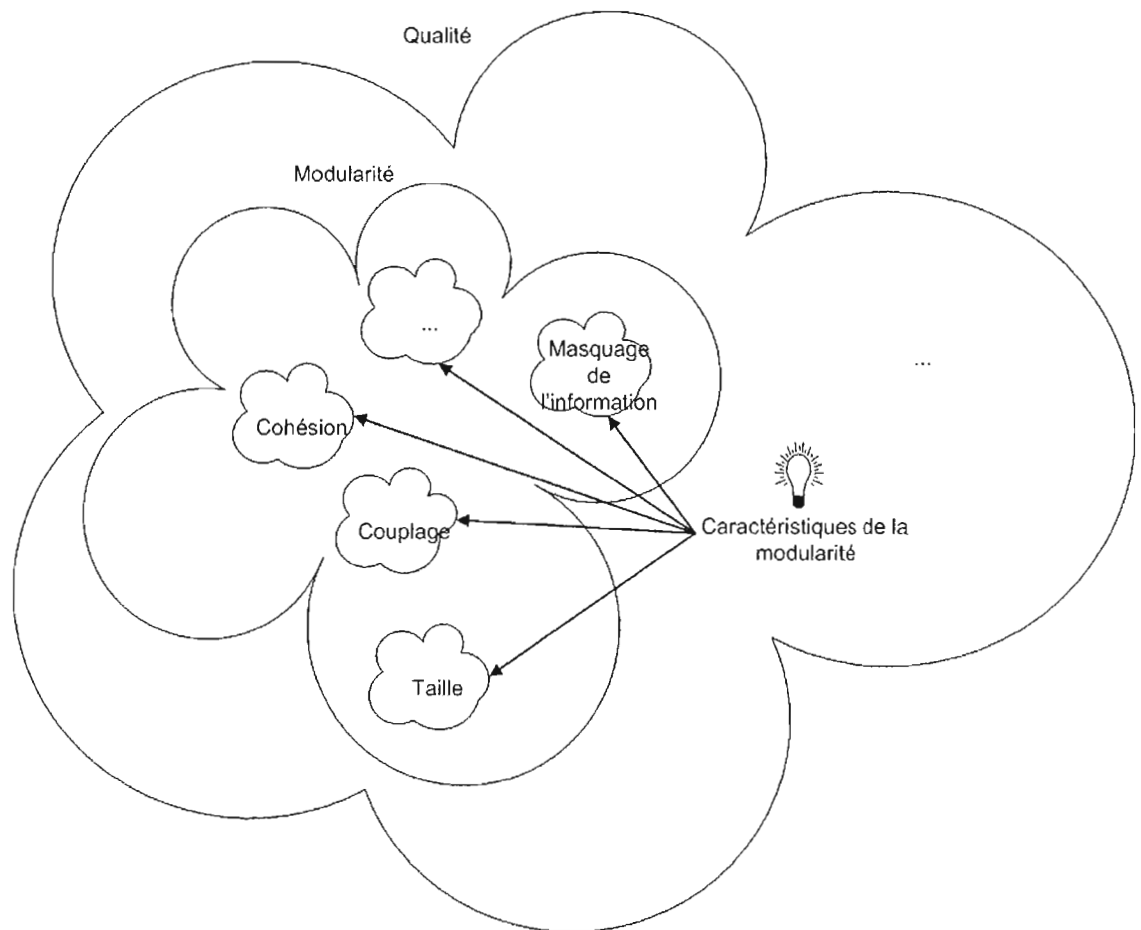 Qualité
Modularité
...
Masquage
de
l'information
...
Cohésion
Couplage
Caractéristiques de la
modularité
Taille